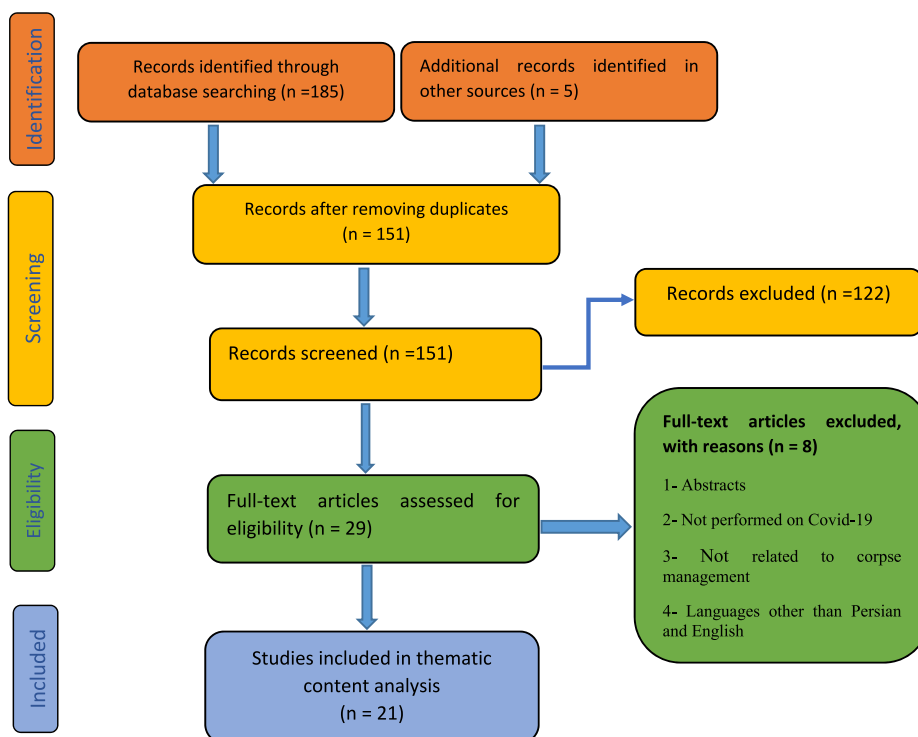 Identification
Records identified through
database searching (n =185)
Additional records identified in
other sources (n = 5)
Screening
Records after removing duplicates
(n = 151)
Records excluded (n =122)
Records screened (n =151)
Eligibility
Full-text articles assessed for
eligibility (n = 29)
Full-text articles excluded,
with reasons (n = 8)
1- Abstracts
2- Not performed on Covid-19
3- Not related to corpse
management
4- Languages other than Persian
and English
Included
Studies included in thematic
content analysis
(n = 21)